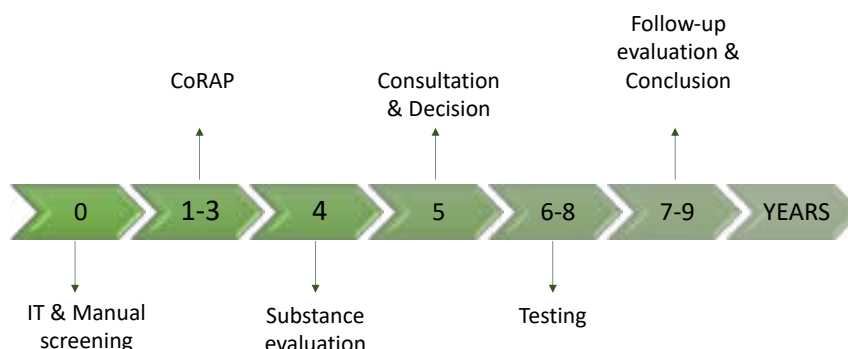 Follow-up
evaluation &
Conclusion
CoRAP
Consultation
& Decision
0
1-3
4
5
6-8
7-9
YEARS
IT & Manual
screening
Substance
evaluation
Testing